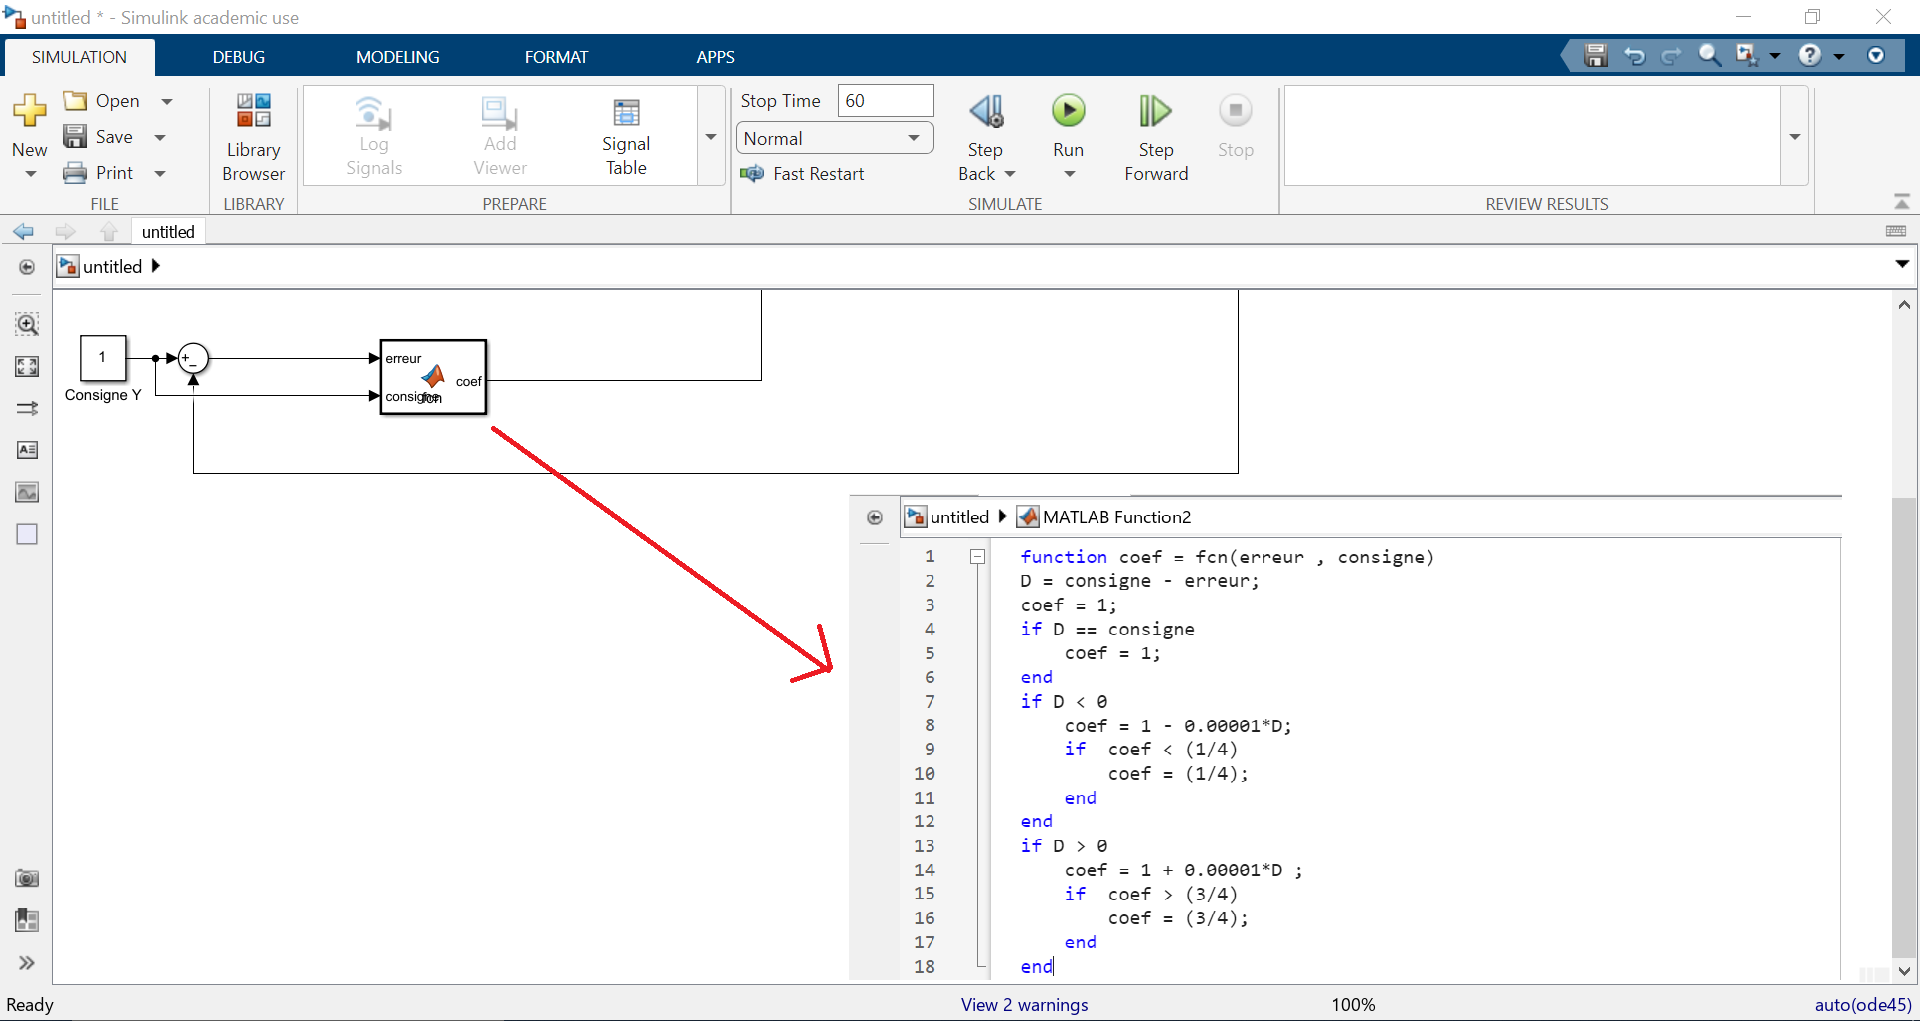 untitled * - Simulink academic use
SIMULATION DEBUG MODELING FORMAT APPS
New
Open
Save
Print
FILE
Library
Browser
LIBRARY
Log
Signals
Add
Viewer
Signal
Table
PREPARE
Stop Time 60
Normal
Fast Restart
Step
Back
Run
Step
Forward
Stop
SIMULATE
REVIEW RESULTS
untitled
untitled
1
Consigne Y
erreur
consigne
fcn
coef
untitled MATLAB Function2
1 function coef = fcn(erreur , consigne)
2 D = consigne - erreur;
3 coef = 1;
4 if D == consigne
5 coef = 1;
6 end
7 if D < 0
8 coef = 1 - 0.00001*D;
9 if coef < (1/4)
10 coef = (1/4);
11 end
12 end
13 if D > 0
14 coef = 1 + 0.00001*D ;
15 if coef > (3/4)
16 coef = (3/4);
17 end
18 end
Ready View 2 warnings 100% auto(ode45)